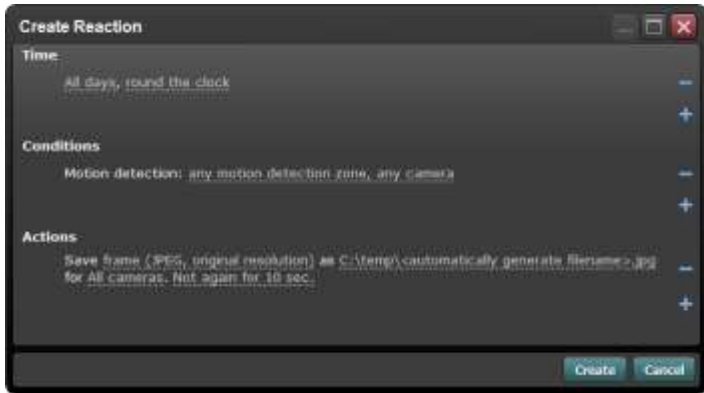 Create Reaction
Time
All days, round the clock
Conditions
Motion detection: any motion detection zone, any camera
Actions
Save frame (JPEG, original resolution) as C:\temp\<automatically generate filename>.jpg
for All cameras. Not again for 10 sec.
Create Cancel